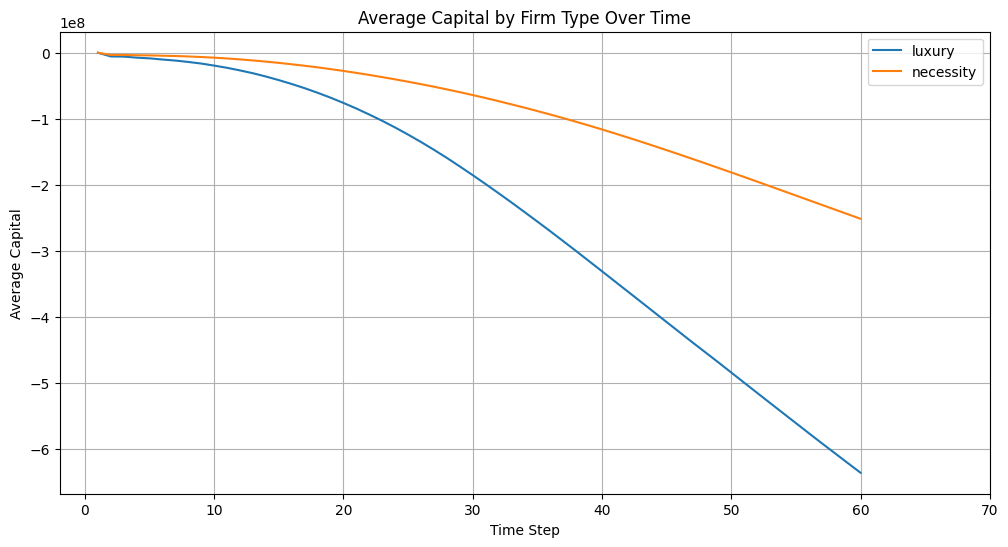 Average Capital by Firm Type Over Time
1e8
luxury
necessity
0
−1
−2
−3
−4
−5
−6
Average Capital
0 10 20 30 40 50 60 70
Time Step